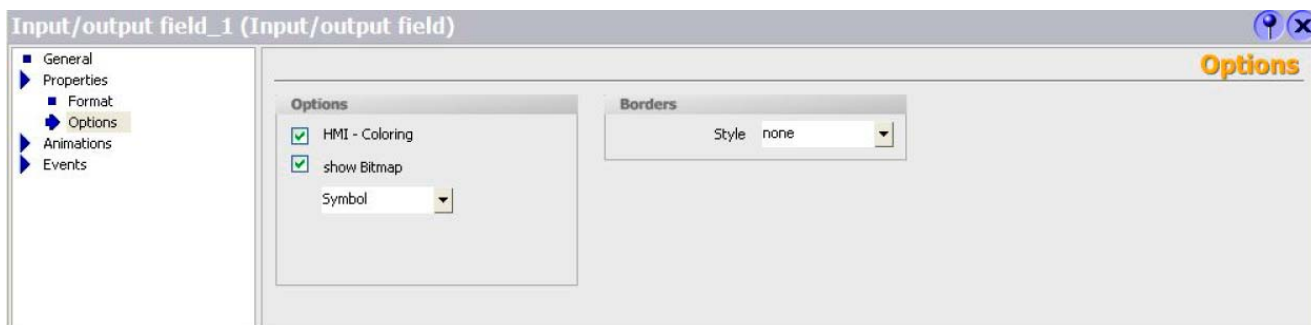 Input/output field_1 (Input/output field)
General
Properties
Format
Options
Animations
Events
Options
Options
HMI - Coloring
show Bitmap
Symbol
Borders
Style none